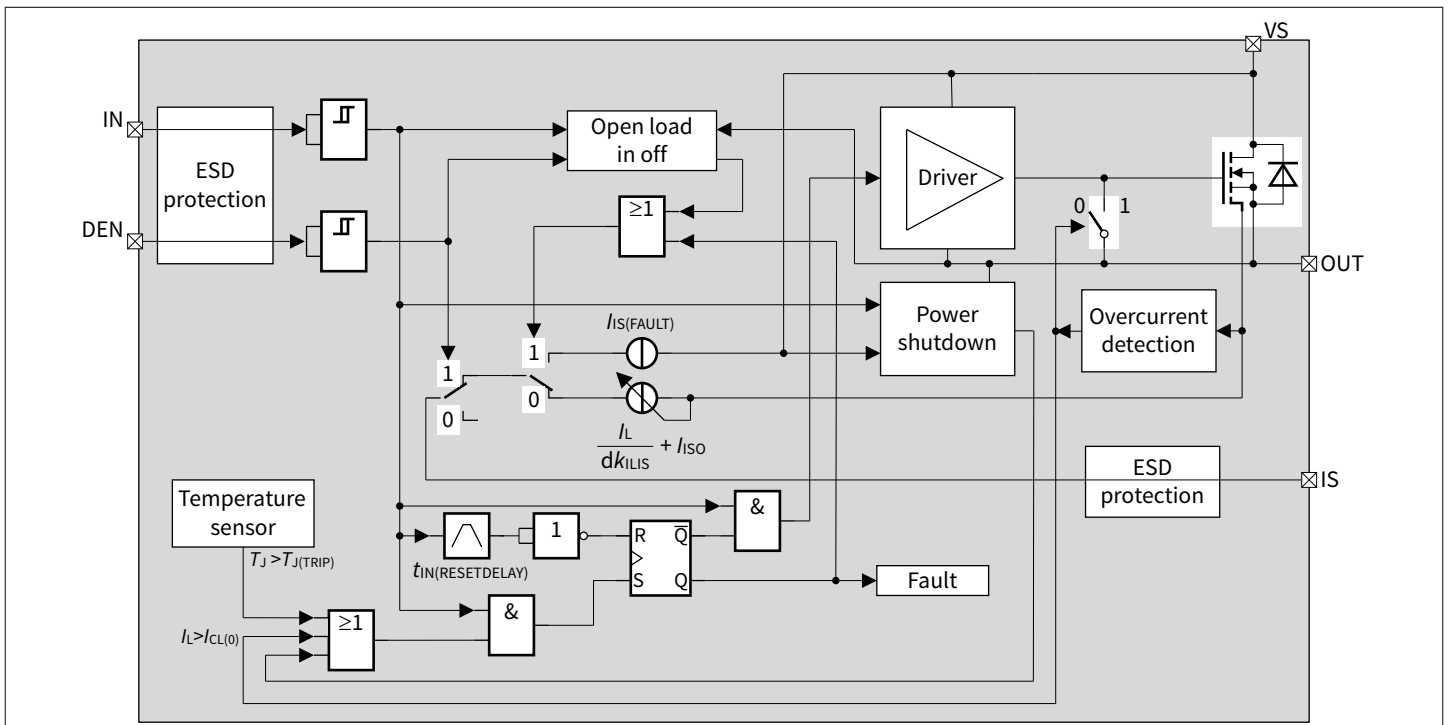 VS
IN
ESD
protection
Open load
in off
Driver
0 1
≥1
DEN
OUT
Power
shutdown
Overcurrent
detection
IIS(FAULT)
1
0
1
0
IL
dkILIS
+ IISO
ESD
protection
IS
Temperature
sensor
TJ >TJ(TRIP)
&
1
R Q̅
S Q
tIN(RESETDELAY)
Fault
&
≥1
IL>ICL(0)